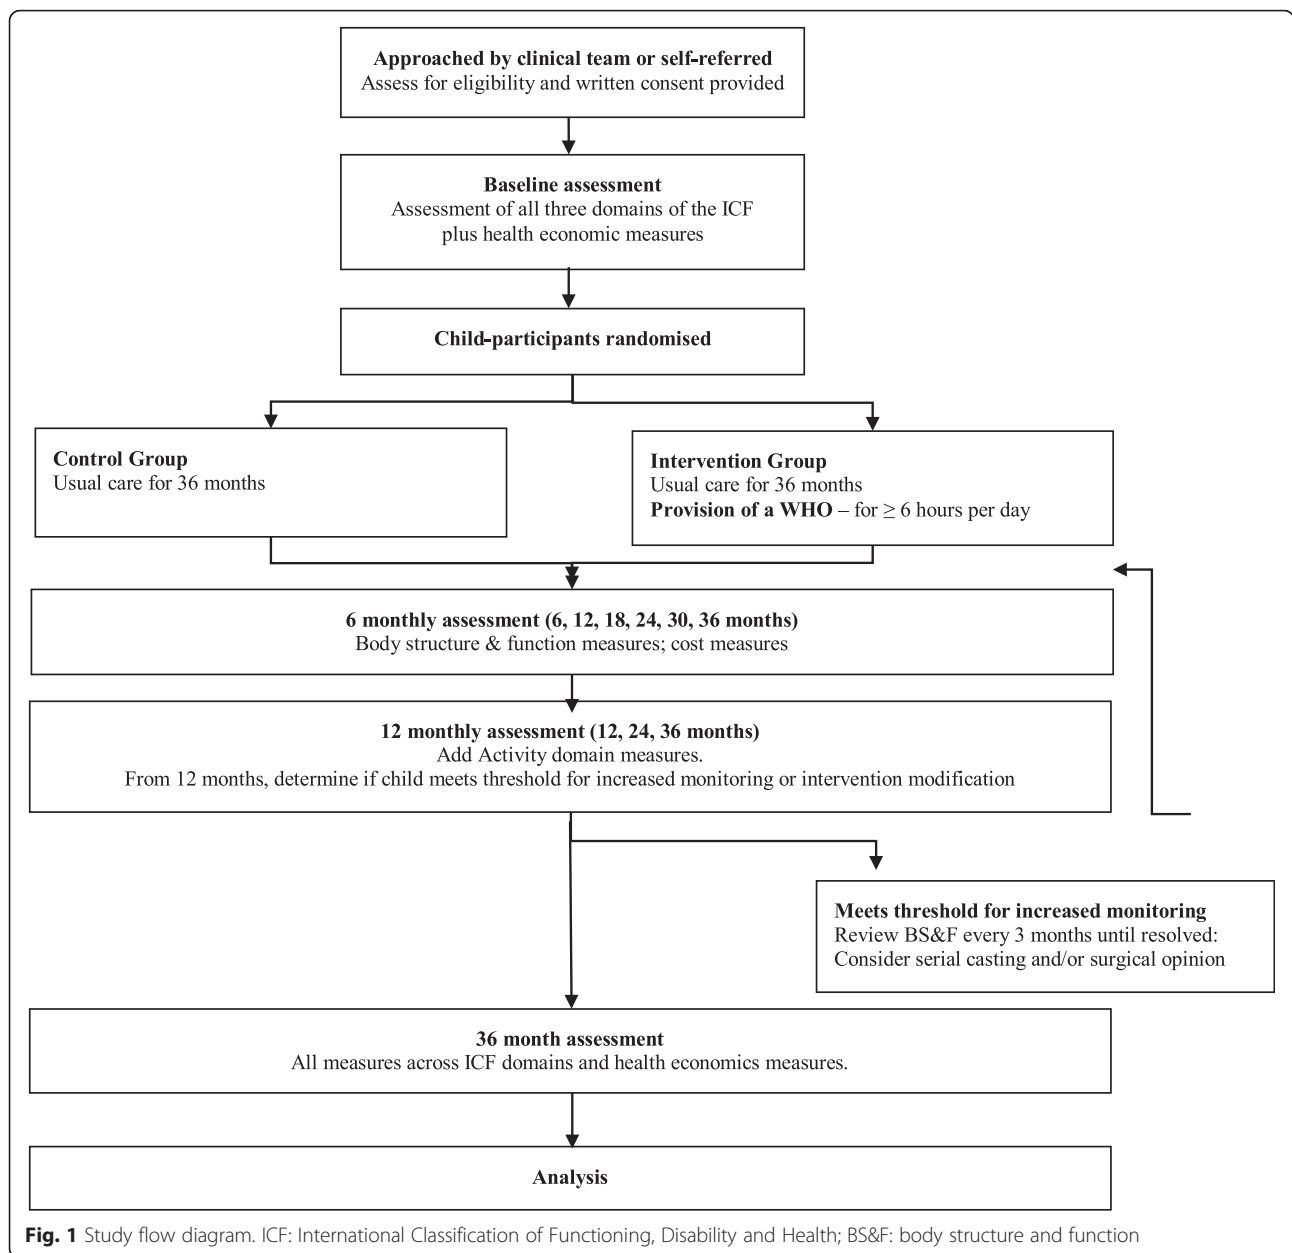 Approached by clinical team or self-referred
Assess for eligibility and written consent provided
Baseline assessment
Assessment of all three domains of the ICF
plus health economic measures
Child-participants randomised
Control Group
Usual care for 36 months
Intervention Group
Usual care for 36 months
Provision of a WHO – for ≥ 6 hours per day
6 monthly assessment (6, 12, 18, 24, 30, 36 months)
Body structure & function measures; cost measures
12 monthly assessment (12, 24, 36 months)
Add Activity domain measures.
From 12 months, determine if child meets threshold for increased monitoring or intervention modification
Meets threshold for increased monitoring
Review BS&F every 3 months until resolved:
Consider serial casting and/or surgical opinion
36 month assessment
All measures across ICF domains and health economics measures.
Analysis
Fig. 1 Study flow diagram. ICF: International Classification of Functioning, Disability and Health; BS&F: body structure and function